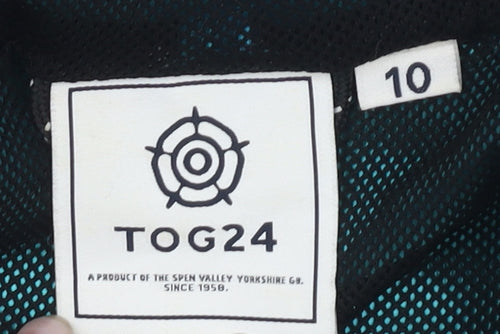 10
TOG24
A PRODUCT OF THE SPEN VALLEY YORKSHIRE GB.
SINCE 1958.